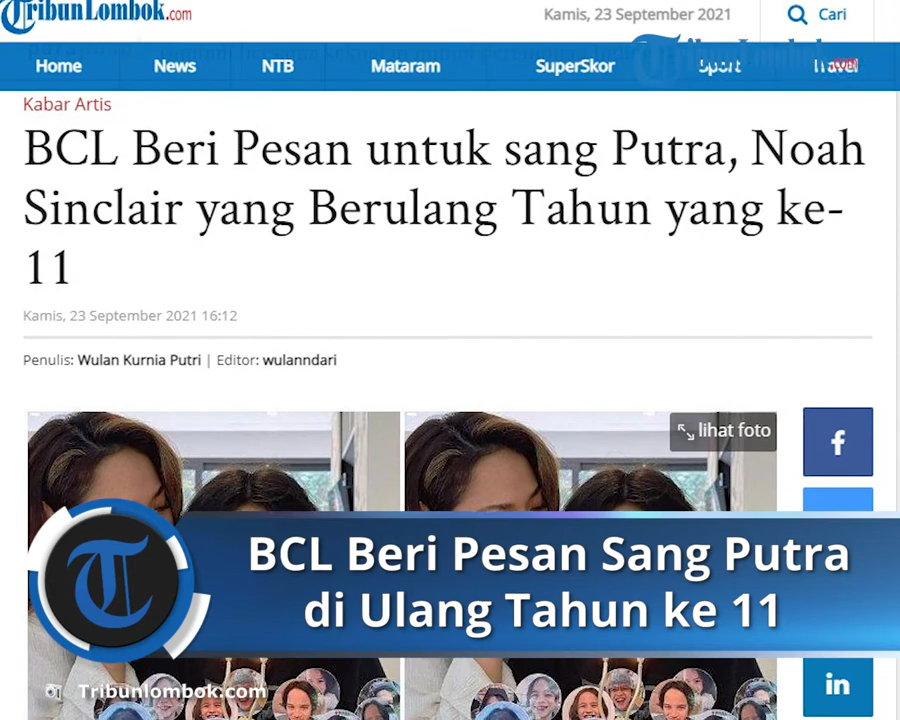 TribunLombok.com
Kamis, 23 September 2021
Cari
Home News NTB Mataram SuperSkor Sport Travel
Kabar Artis
BCL Beri Pesan untuk sang Putra, Noah
Sinclair yang Berulang Tahun yang ke-
11
Kamis, 23 September 2021 16:12
Penulis: Wulan Kurnia Putri | Editor: wulanndari
lihat foto
f
BCL Beri Pesan Sang Putra
di Ulang Tahun ke 11
T
Tribunlombok.com
in